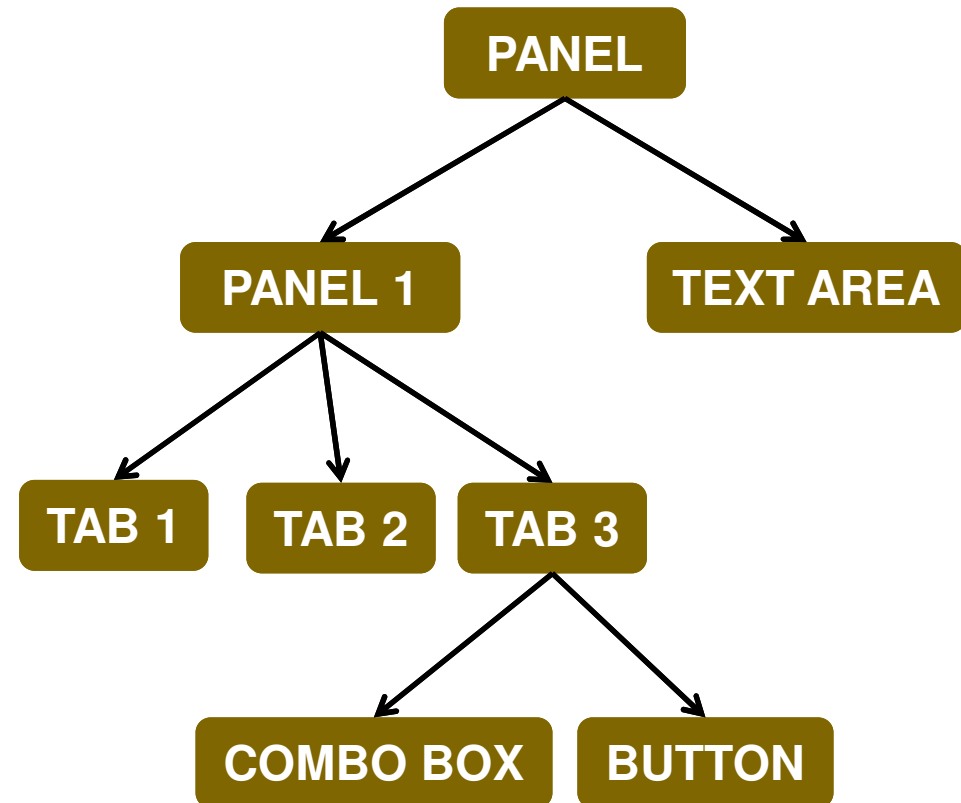 PANEL
PANEL 1
TEXT AREA
TAB 1
TAB 2
TAB 3
COMBO BOX
BUTTON